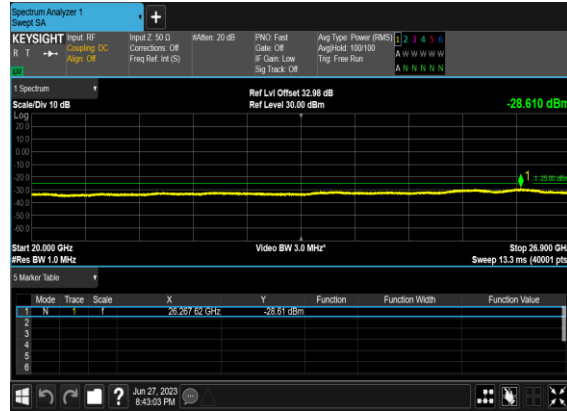 Spectrum Analyzer 1
Swept SA
+
KEYSIGHT Input: RF Input Z: 50 Ω #Atten: 20 dB PNO: Fast Avg Type: Power (RMS) 1 2 3 4 5 6
R T Coupling: DC Corrections: Off Gate: Off Avg|Hold: 100/100 A W W W W W
Align: Off Freq Ref: Int (S) IF Gain: Low Trig: Free Run
Sig Track: Off A N N N N N
1 Spectrum
Ref Lvl Offset 32.98 dB
Scale/Div 10 dB Ref Level 30.00 dBm -28.610 dBm
Log
20.0
10.0
0.00
-10.0
-20.0
1
-25.00 dBm
-30.0
-40.0
-50.0
-60.0
Start 20.000 GHz Video BW 3.0 MHz* Stop 26.900 GHz
#Res BW 1.0 MHz Sweep 13.3 ms (40001 pts)
5 Marker Table
Mode Trace Scale X Y Function Function Width Function Value
1 N 1 f 26.267 62 GHz -28.61 dBm
2
3
4
5
6
? Jun 27, 2023
8:43:03 PM